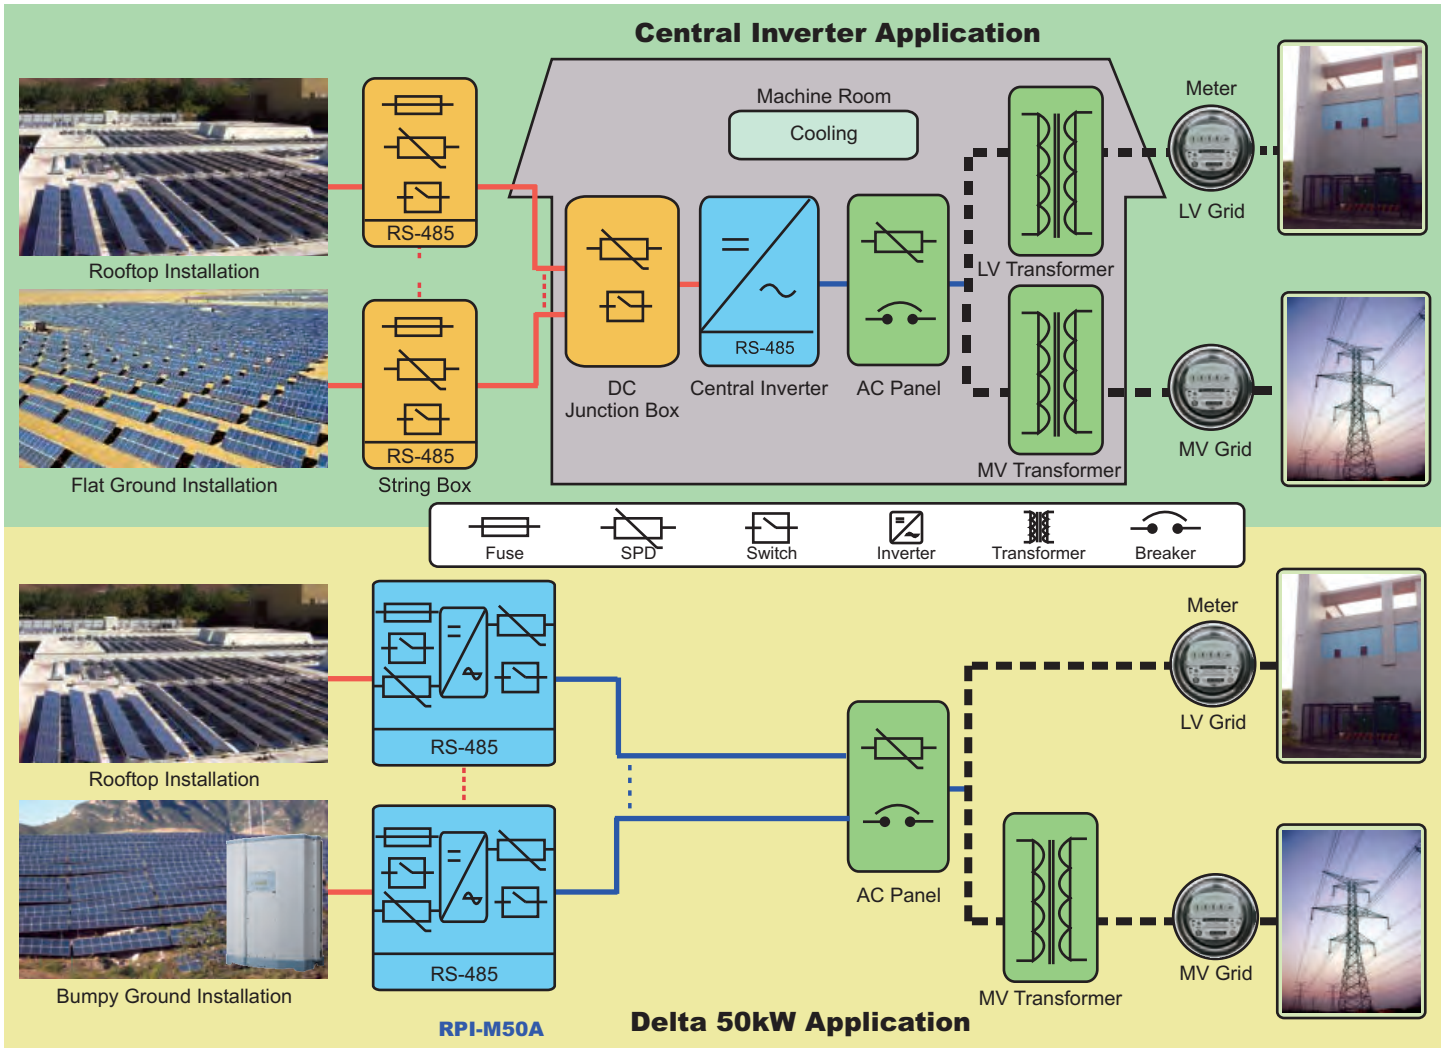 Central Inverter Application
Machine Room
Cooling
Meter
RS-485
LV Grid
Rooftop Installation
LV Transformer
RS-485
DC
Junction Box
Central Inverter
AC Panel
RS-485
MV Grid
Flat Ground Installation
String Box
MV Transformer
Fuse
SPD
Switch
Inverter
Transformer
Breaker
Meter
LV Grid
RS-485
Rooftop Installation
AC Panel
RS-485
MV Grid
Bumpy Ground Installation
MV Transformer
RPI-M50A
Delta 50kW Application